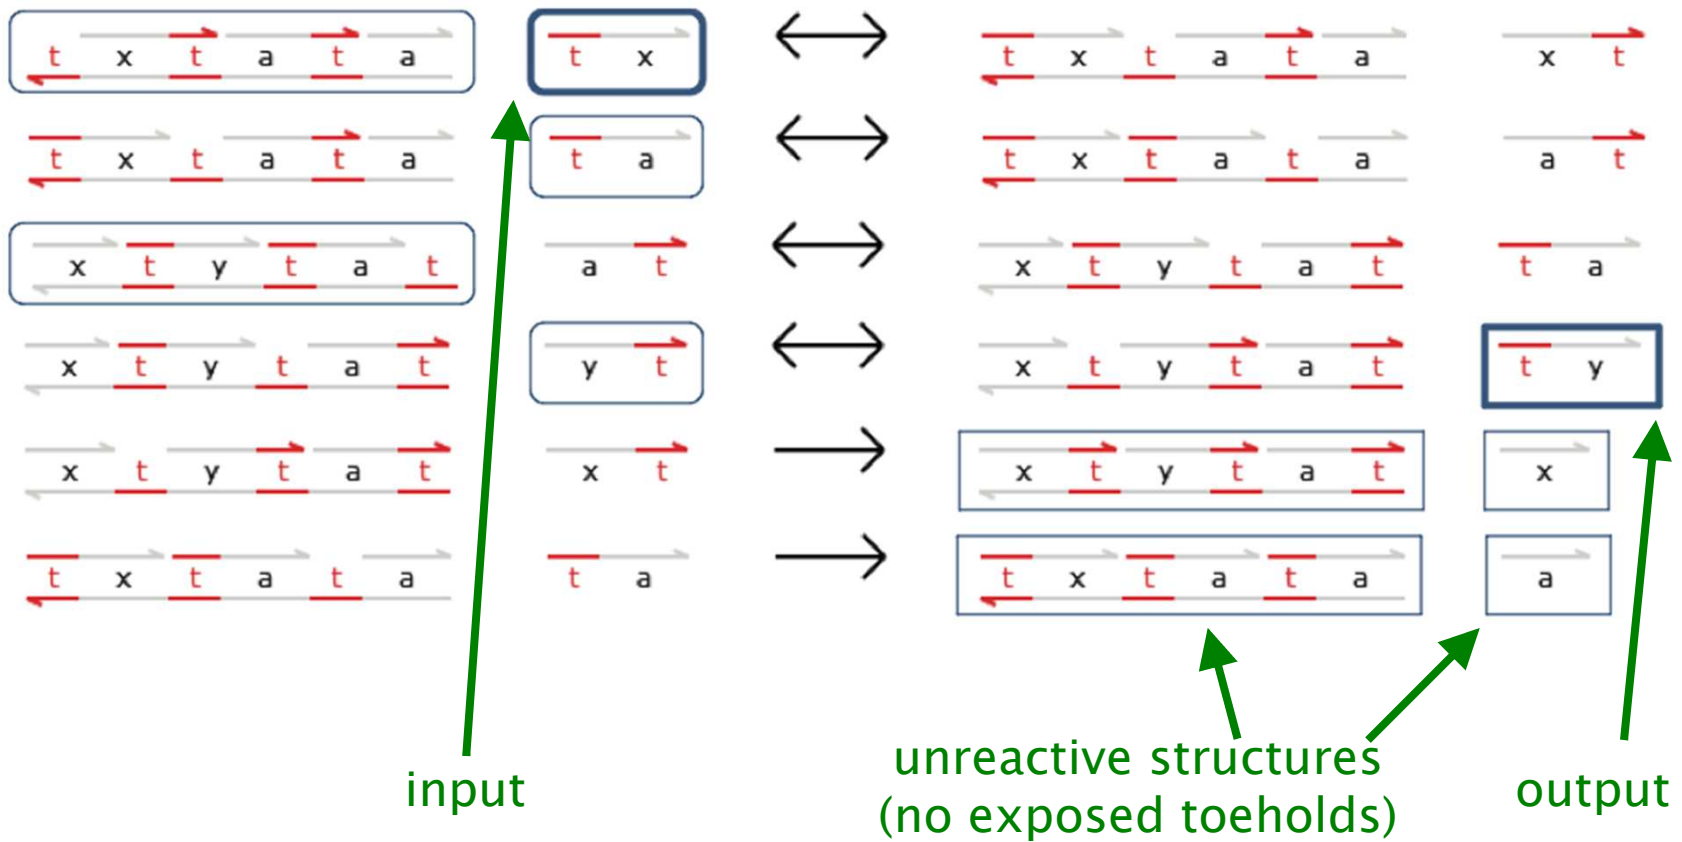 t x t a t a t x t x t a t a x t
t x t a t a t a t x t a t a a t
x t y t a t a t x t y t a t t a
x t y t a t y t x t y t a t t y
x t y t a t x t x t y t a t x
t x t a t a t a t x t a t a a
input
unreactive structures
(no exposed toeholds)
output